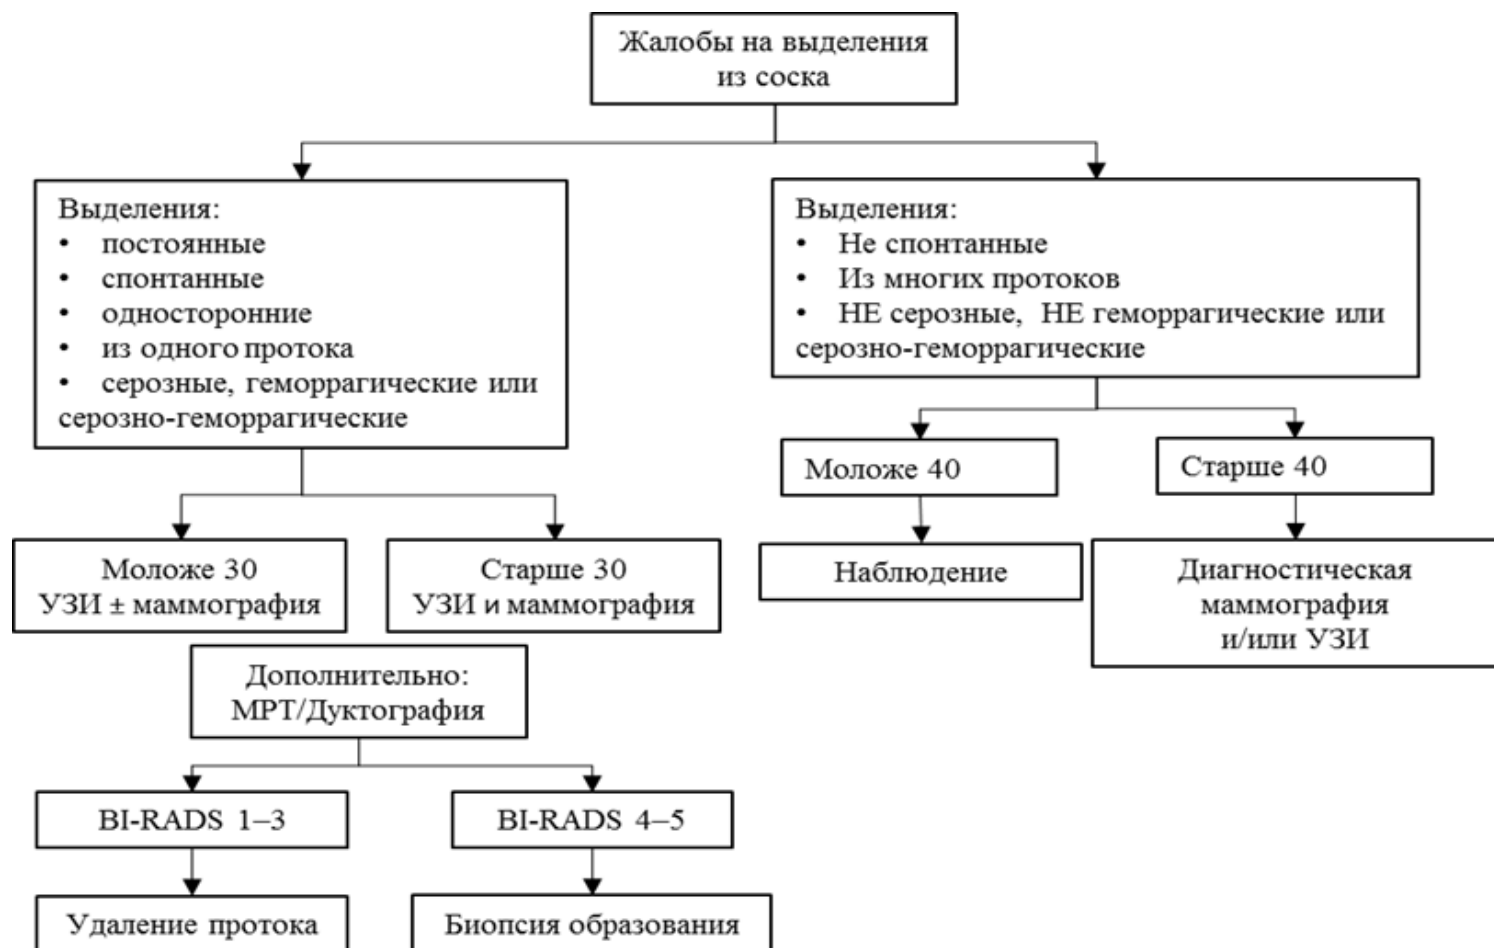 Жалобы на выделения
из соска
Выделения:
• постоянные
• спонтанные
• односторонние
• из одного протока
• серозные, геморрагические или
серозно-геморрагические
Выделения:
• Не спонтанные
• Из многих протоков
• НЕ серозные, НЕ геморрагические или
серозно-геморрагические
Моложе 40
Старше 40
Моложе 30
УЗИ ± маммография
Старше 30
УЗИ и маммография
Наблюдение
Диагностическая
маммография
и/или УЗИ
Дополнительно:
МРТ/Дуктография
BI-RADS 1–3
BI-RADS 4–5
Удаление протока
Биопсия образования